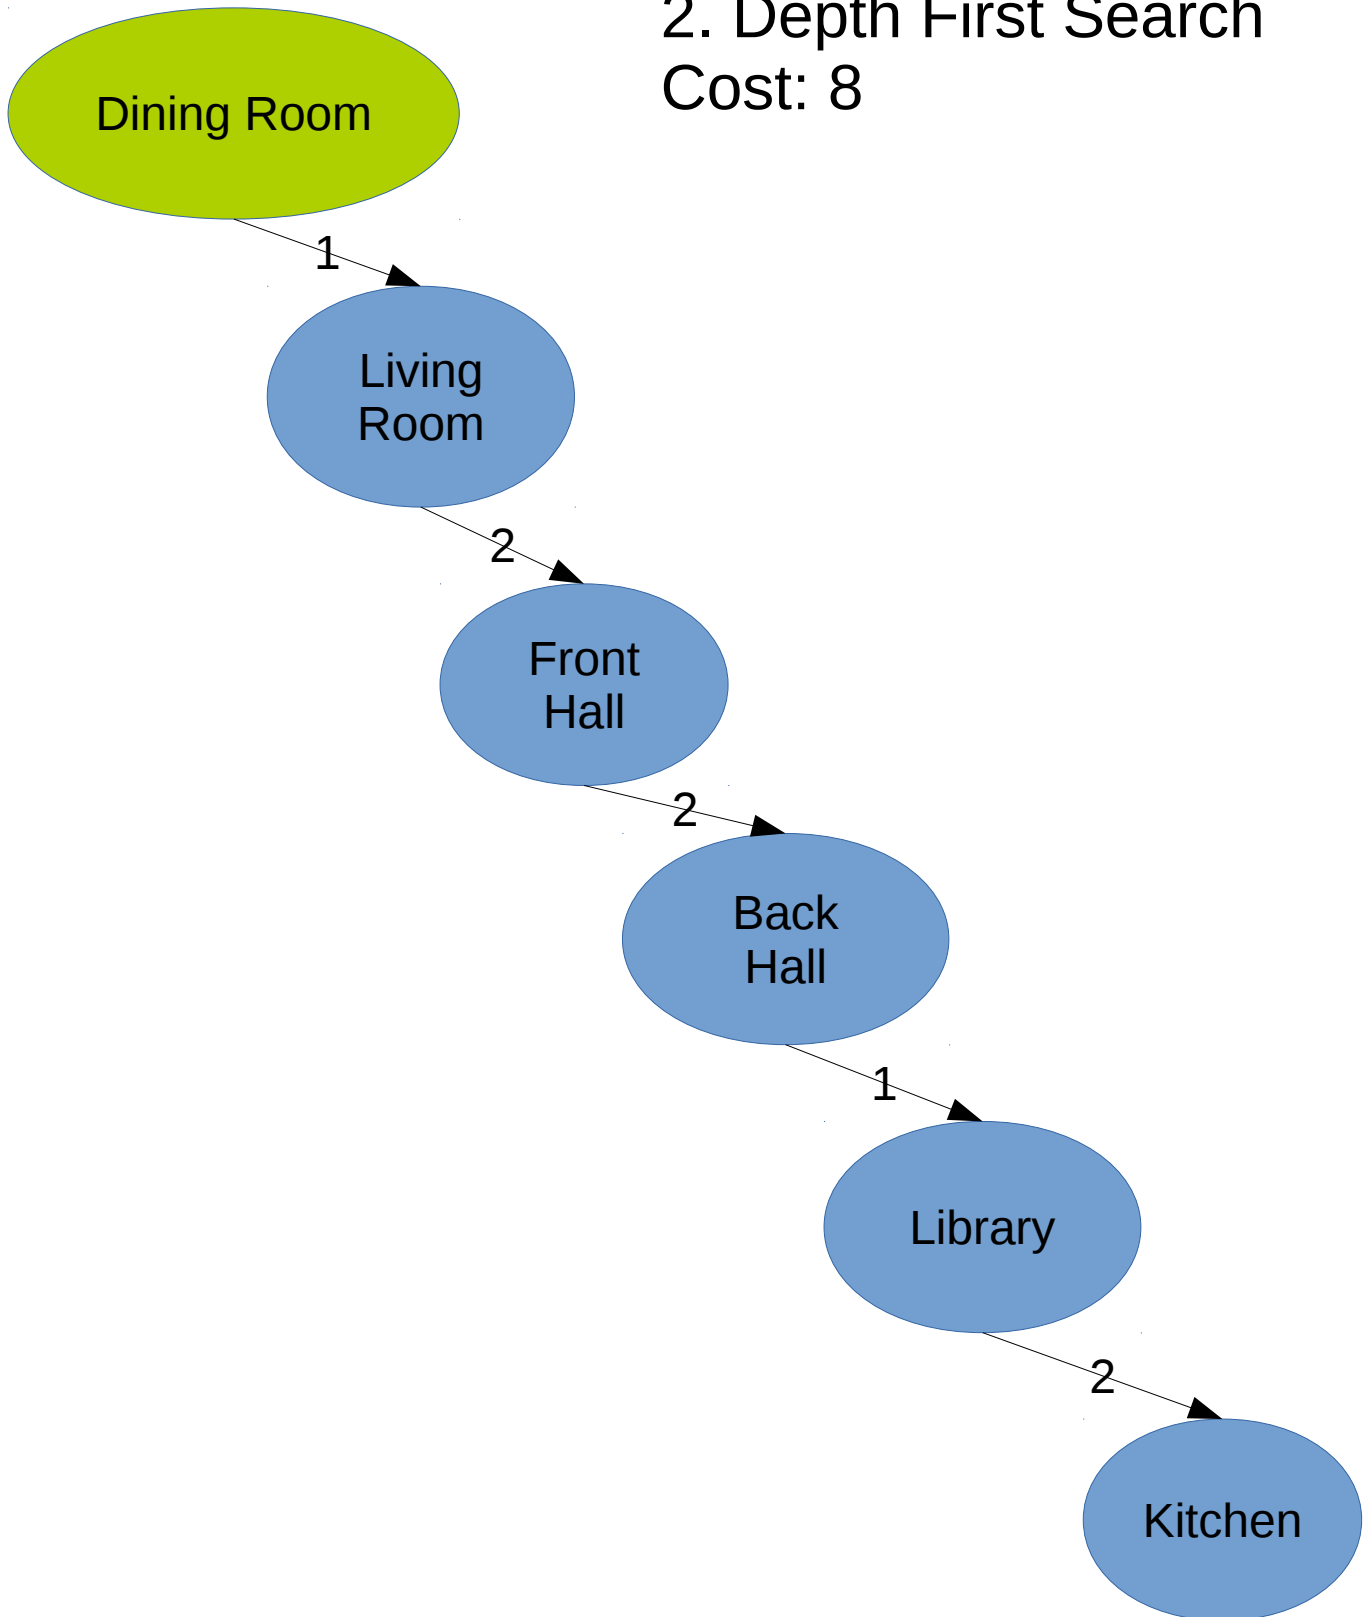 2. Depth First Search
Cost: 8
Dining Room
1
Living
Room
2
Front
Hall
2
Back
Hall
1
Library
2
Kitchen